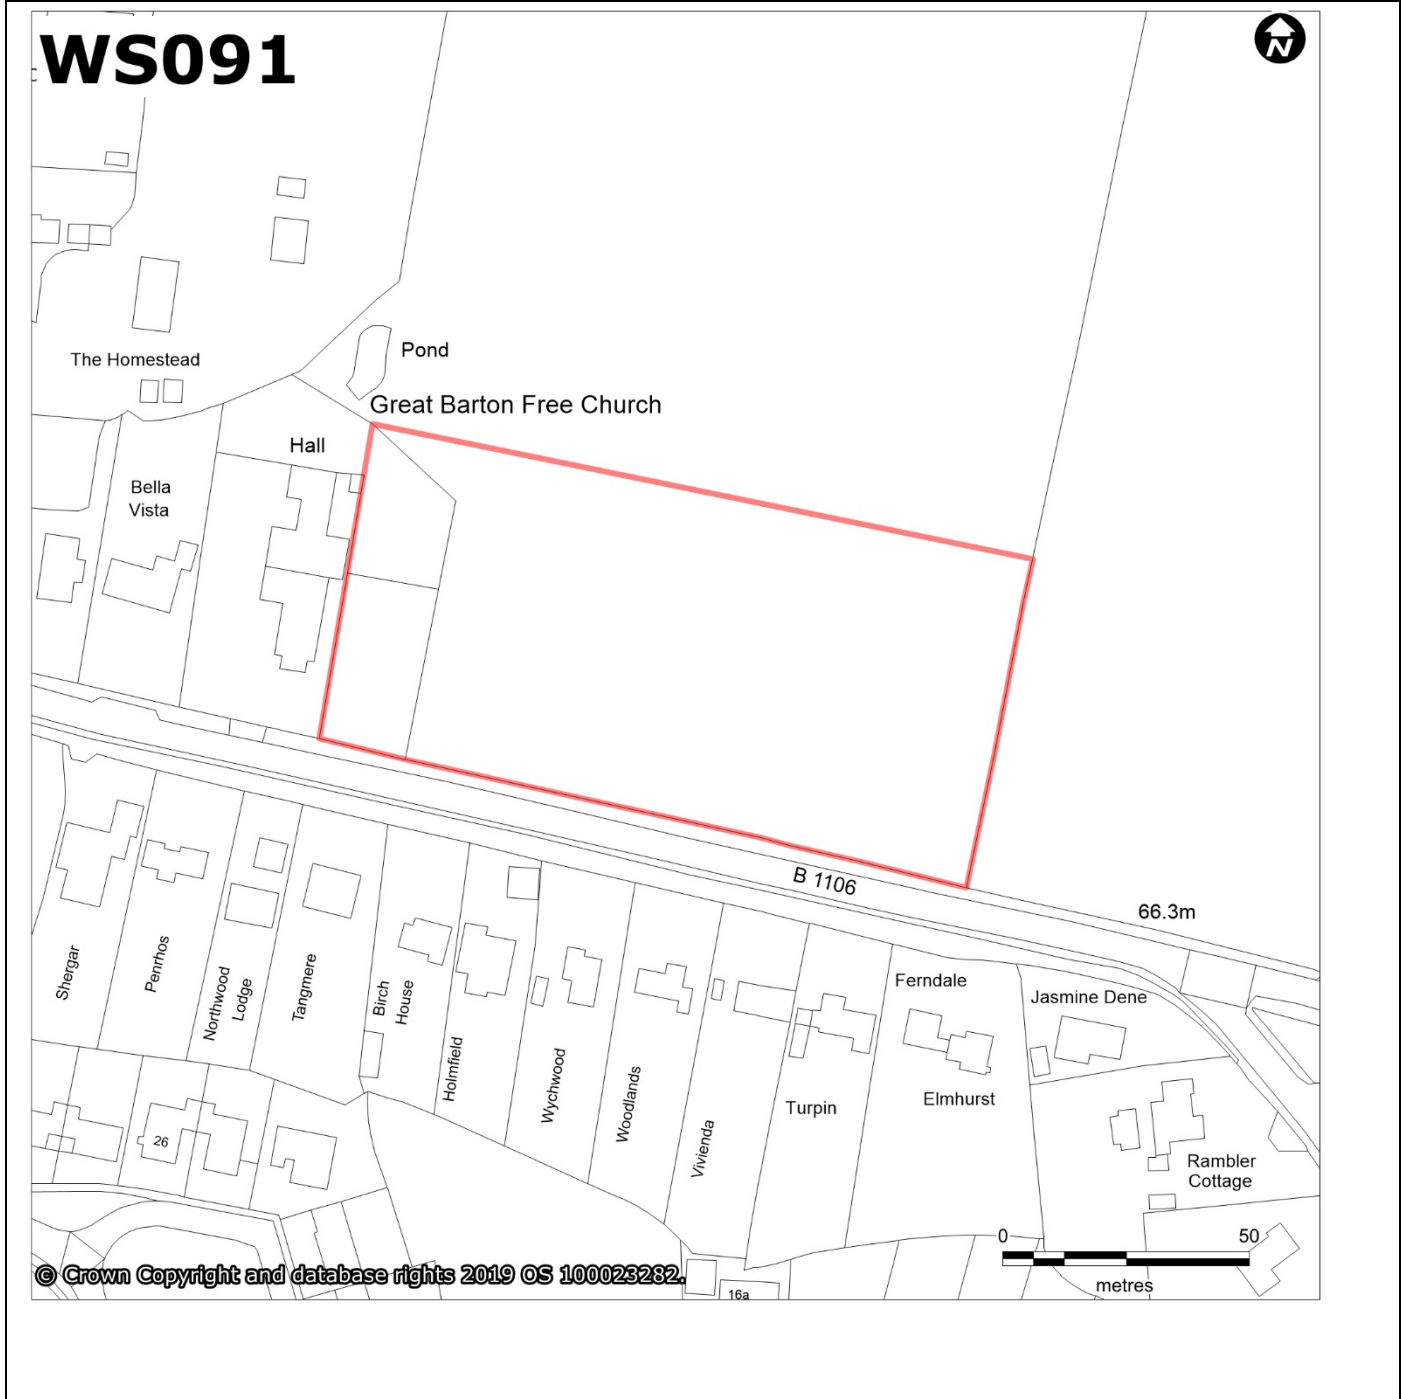 WS091
N
Pond
The Homestead
Great Barton Free Church
Hall
Bella
Vista
B 1106
66.3m
Shergar
Penrhos
Northwood
Lodge
Tangmere
Birch
House
Holmfield
Wychwood
Woodlands
Vivienda
Turpin
Ferndale
Elmhurst
Jasmine Dene
Rambler
Cottage
26
16a
0 50
metres
© Crown Copyright and database rights 2019 OS 100023282.